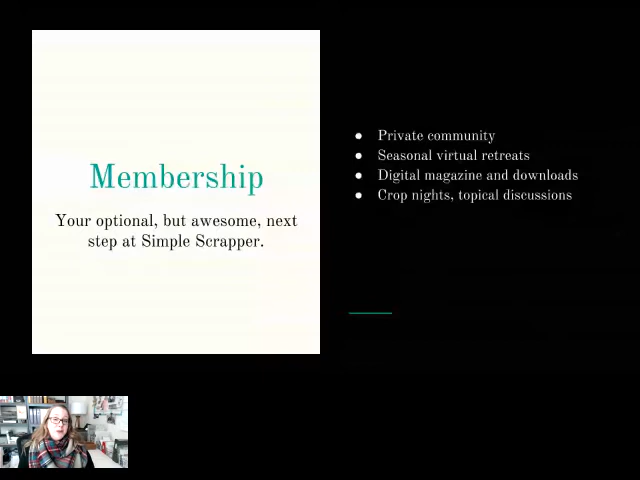 Membership
Your optional, but awesome, next
step at Simple Scrapper.
● Private community
● Seasonal virtual retreats
● Digital magazine and downloads
● Crop nights, topical discussions